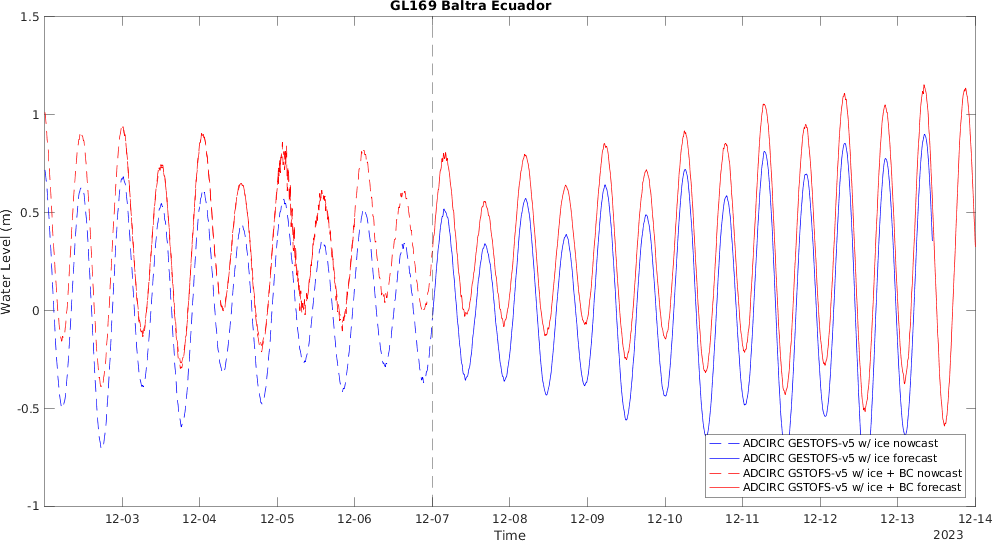 GL169 Baltra Ecuador
1.5
1
0.5
0
-0.5
-1
Water Level (m)
ADCIRC GESTOFS-v5 w/ ice nowcast
ADCIRC GESTOFS-v5 w/ ice forecast
ADCIRC GSTOFS-v5 w/ ice + BC nowcast
ADCIRC GSTOFS-v5 w/ ice + BC forecast
12-03 12-04 12-05 12-06 12-07 12-08 12-09 12-10 12-11 12-12 12-13 12-14
Time
2023